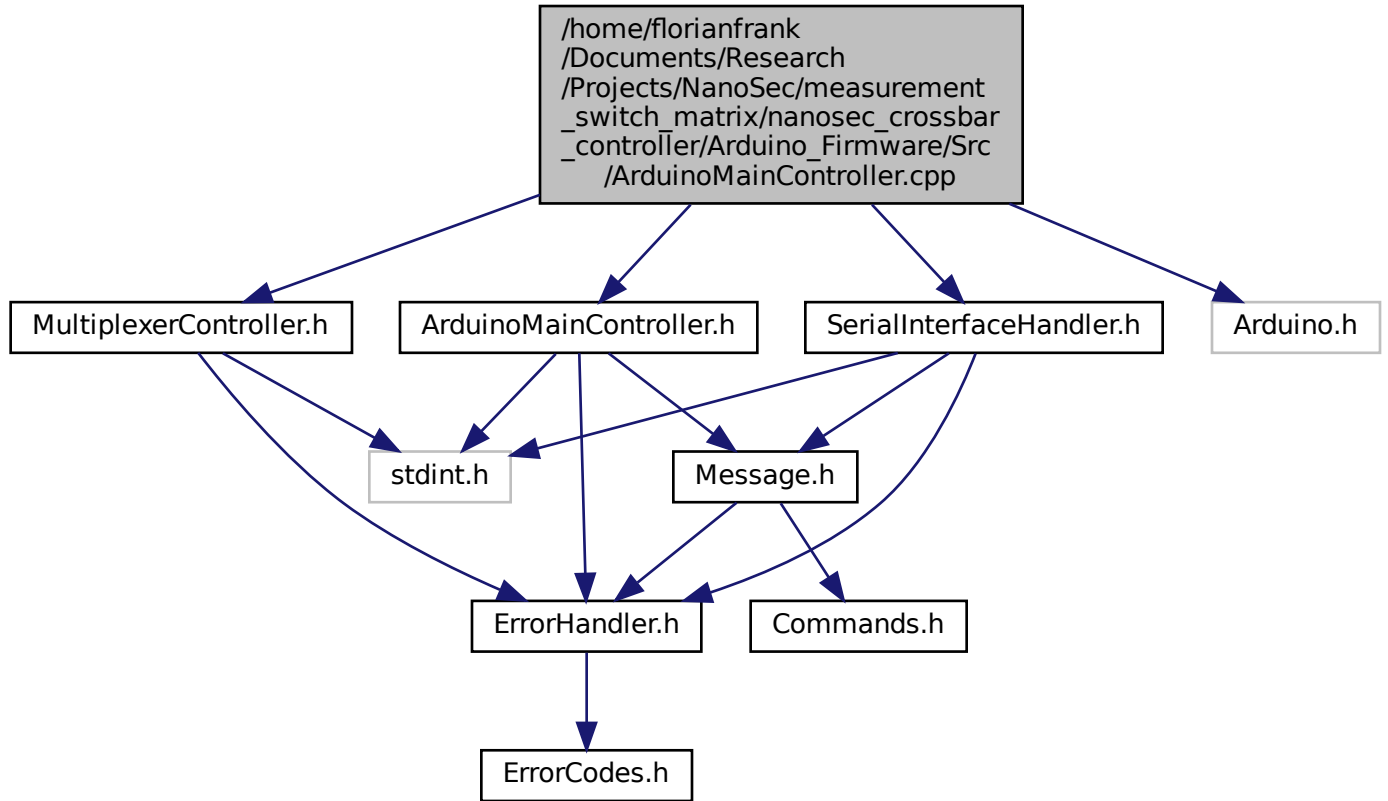 /home/florianfrank
/Documents/Research
/Projects/NanoSec/measurement
_switch_matrix/nanosec_crossbar
_controller/Arduino_Firmware/Src
/ArduinoMainController.cpp
MultiplexerController.h
ArduinoMainController.h
SerialInterfaceHandler.h
Arduino.h
stdint.h
Message.h
ErrorHandler.h
Commands.h
ErrorCodes.h